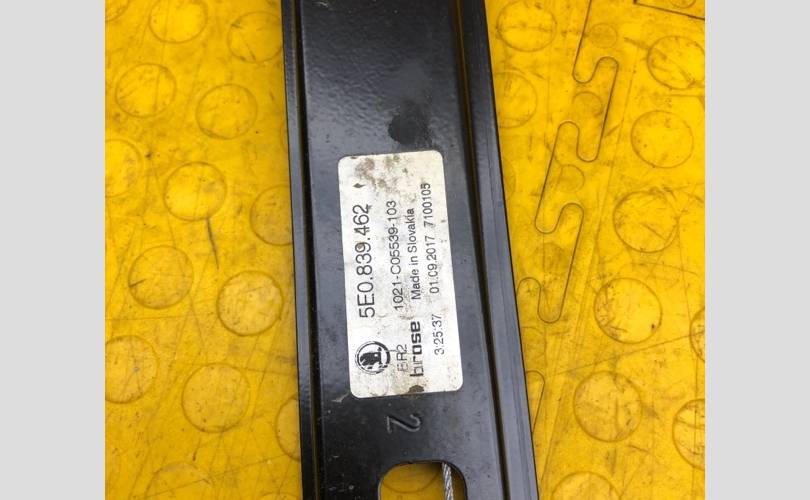 5E0.839.462
BR2 1021-C05539-103
brose Made in Slovakia
3:25:37 01.09.2017 7100105
2